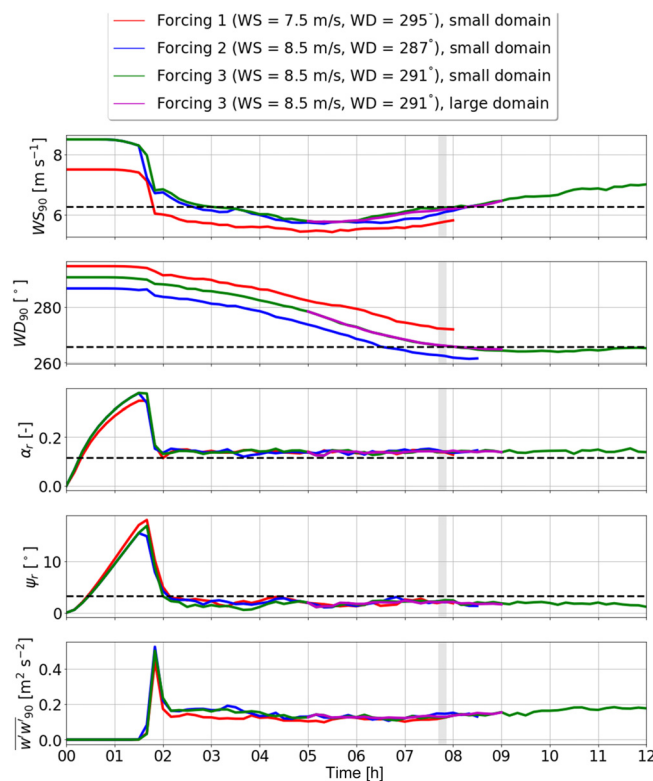 Forcing 1 (WS = 7.5 m/s, WD = 295°), small domain
Forcing 2 (WS = 8.5 m/s, WD = 287°), small domain
Forcing 3 (WS = 8.5 m/s, WD = 291°), small domain
Forcing 3 (WS = 8.5 m/s, WD = 291°), large domain
WS₉₀ [m s⁻¹]
8
6
WD₉₀ [°]
280
260
αᵣ [-]
0.2
0.0
ψᵣ [°]
10
0
w′w′₉₀ [m² s⁻²]
0.4
0.2
0.0
00 01 02 03 04 05 06 07 08 09 10 11 12
Time [h]